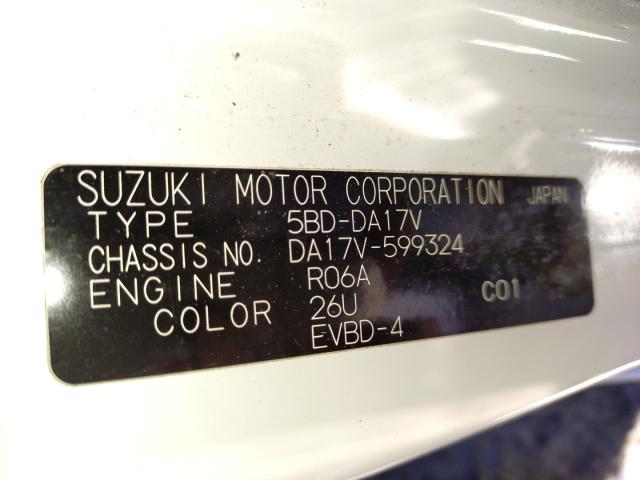 SUZUKI MOTOR CORPORATION JAPAN
TYPE 5BD-DA17V
CHASSIS NO. DA17V-599324
ENGINE R06A
COLOR 26U C01
EVBD-4